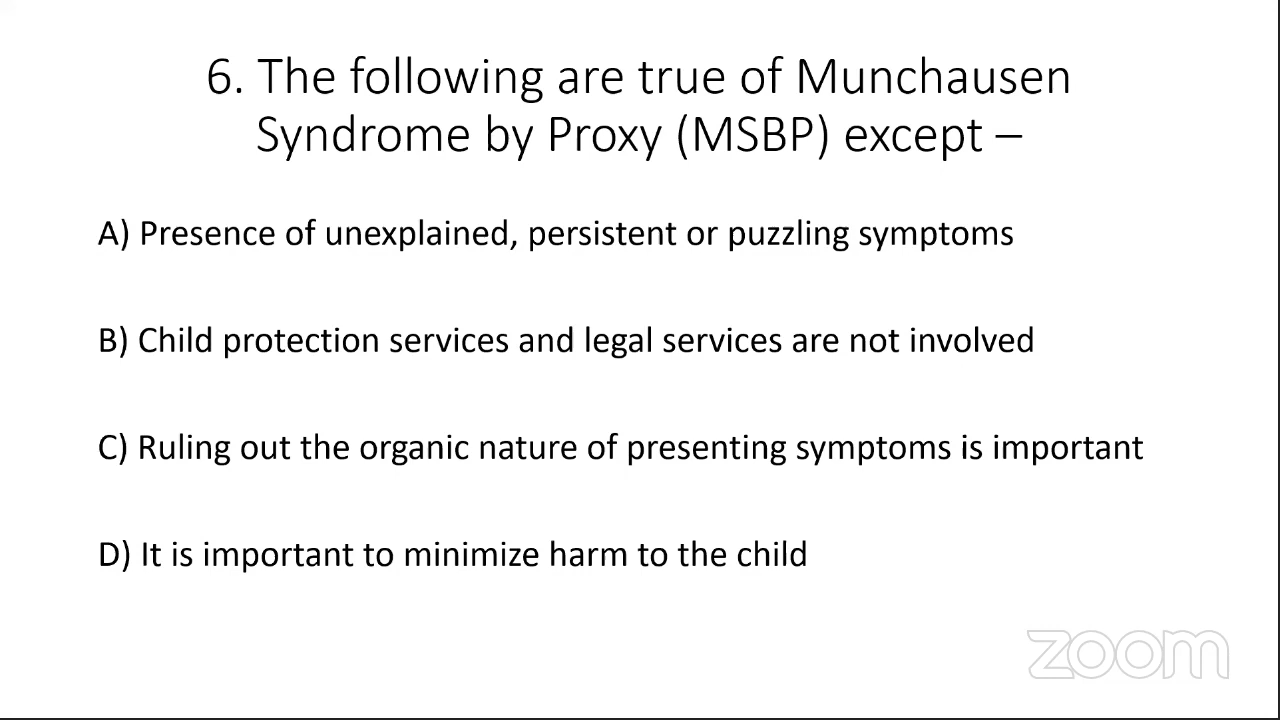 6. The following are true of Munchausen
Syndrome by Proxy (MSBP) except –
A) Presence of unexplained, persistent or puzzling symptoms
B) Child protection services and legal services are not involved
C) Ruling out the organic nature of presenting symptoms is important
D) It is important to minimize harm to the child
zoom